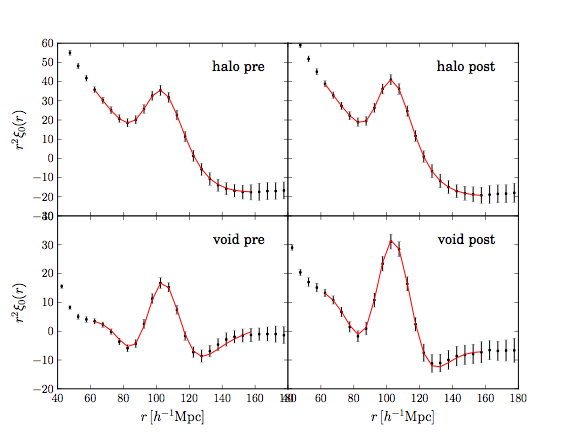 60
50
40
30
20
10
0
−10
−20
r²ξ₀(r)
halo pre
halo post
30
20
10
0
−10
−20
r²ξ₀(r)
void pre
void post
40 60 80 100 120 140 160 60 80 100 120 140 160 180
r [h⁻¹Mpc] r [h⁻¹Mpc]